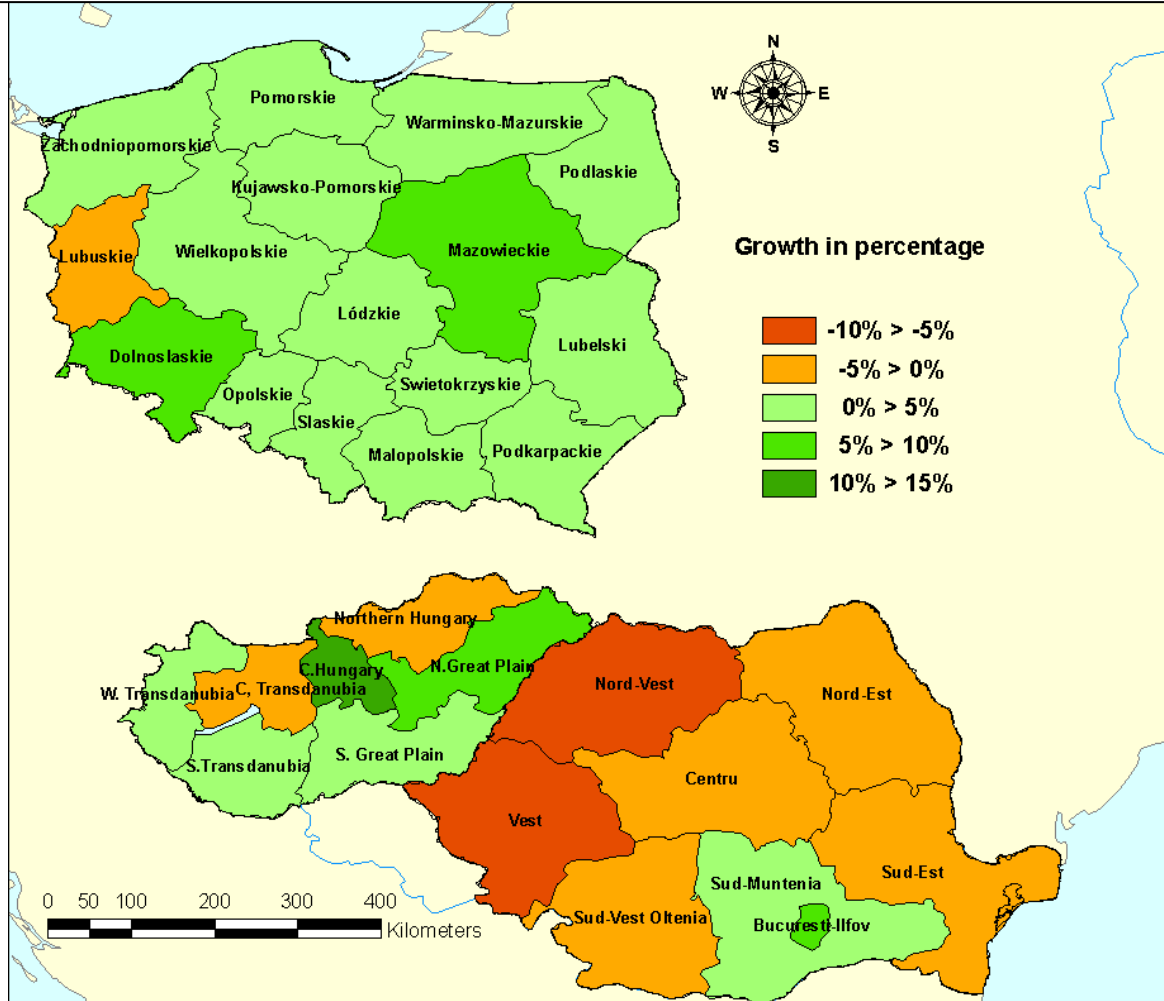 N
W E
S
Pomorskie
Warminsko-Mazurskie
Zachodniopomorskie
Podlaskie
Kujawsko-Pomorskie
Lubuskie
Wielkopolskie
Mazowieckie
Growth in percentage
Lódzkie
-10% > -5%
Dolnoslaskie
Lubelski
-5% > 0%
Opolskie
Swietokrzyskie
0% > 5%
Slaskie
5% > 10%
Malopolskie
Podkarpackie
10% > 15%
Northern Hungary
C.Hungary
N.Great Plain
W. Transdanubia
C, Transdanubia
Nord-Vest
Nord-Est
S.Transdanubia
S. Great Plain
Centru
Vest
Sud-Est
Sud-Muntenia
Sud-Vest Oltenia
Bucuresti-Ilfov
0 50 100 200 300 400
Kilometers